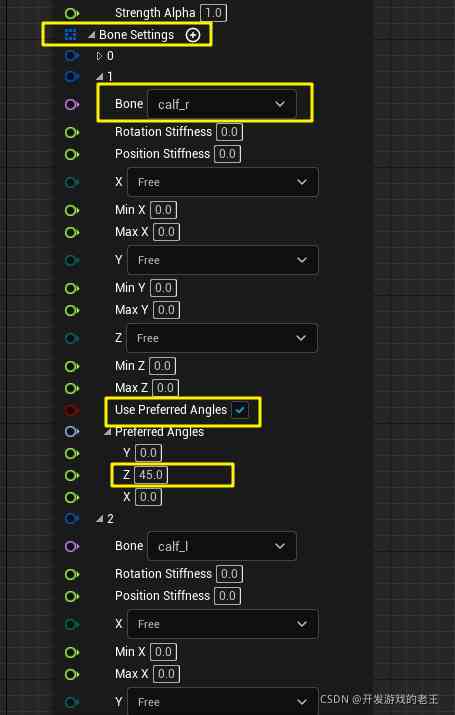 Strength Alpha 1.0
Bone Settings
0
1
Bone calf_r
Rotation Stiffness 0.0
Position Stiffness 0.0
X Free
Min X 0.0
Max X 0.0
Y Free
Min Y 0.0
Max Y 0.0
Z Free
Min Z 0.0
Max Z 0.0
Use Preferred Angles
Preferred Angles
Y 0.0
Z 45.0
X 0.0
2
Bone calf_l
Rotation Stiffness 0.0
Position Stiffness 0.0
X Free
Min X 0.0
Max X 0.0
Y Free
CSDN @开发游戏的老王